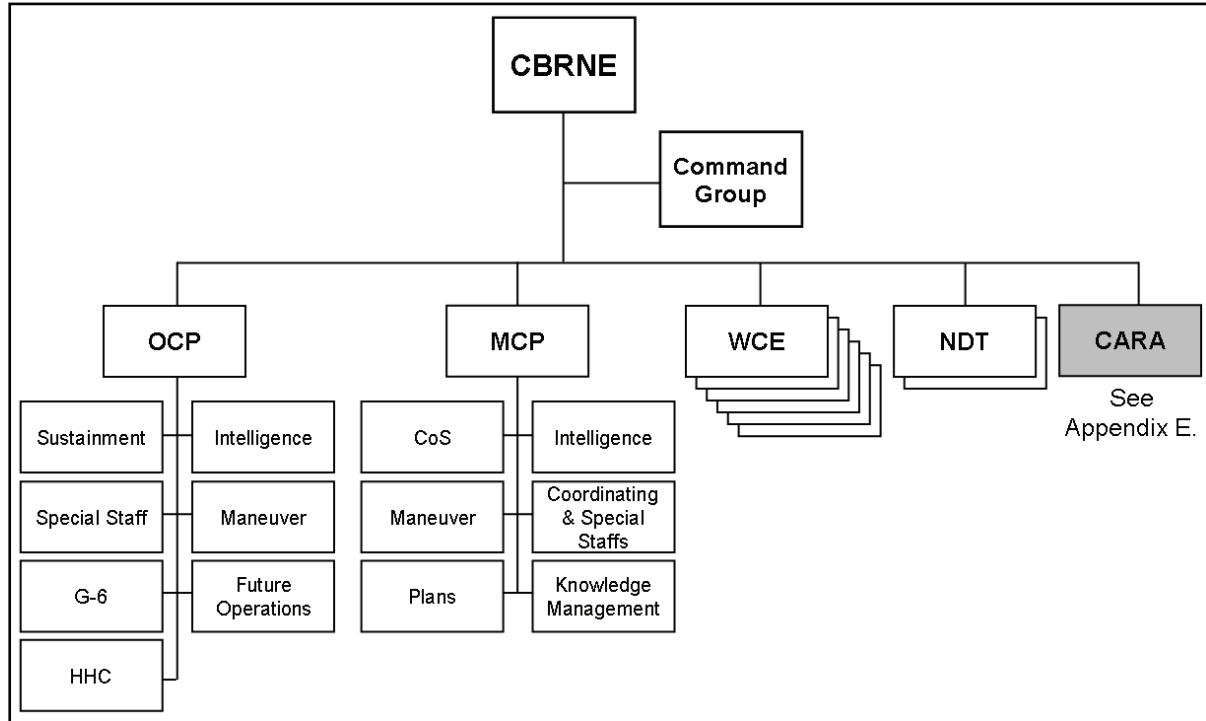 CBRNE
Command
Group
OCP
MCP
WCE
NDT
CARA
See
Appendix E.
Sustainment
Intelligence
CoS
Intelligence
Special Staff
Maneuver
Maneuver
Coordinating
& Special
Staffs
G-6
Future
Operations
Plans
Knowledge
Management
HHC